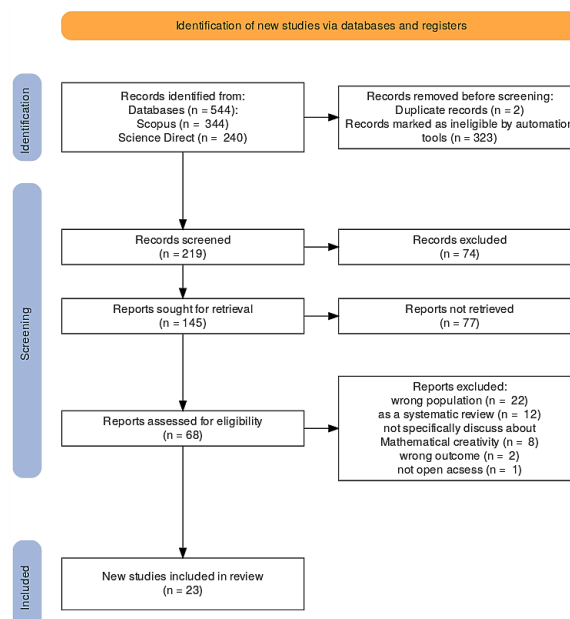 Identification of new studies via databases and registers
Identification
Records identified from:
Databases (n = 544):
Scopus (n = 344)
Science Direct (n = 240)
Records removed before screening:
Duplicate records (n = 2)
Records marked as ineligible by automation
tools (n = 323)
Screening
Records screened
(n = 219)
Records excluded
(n = 74)
Reports sought for retrieval
(n = 145)
Reports not retrieved
(n = 77)
Reports assessed for eligibility
(n = 68)
Reports excluded:
wrong population (n = 22)
as a systematic review (n = 12)
not specifically discuss about
Mathematical creativity (n = 8)
wrong outcome (n = 2)
not open acsess (n = 1)
Included
New studies included in review
(n = 23)